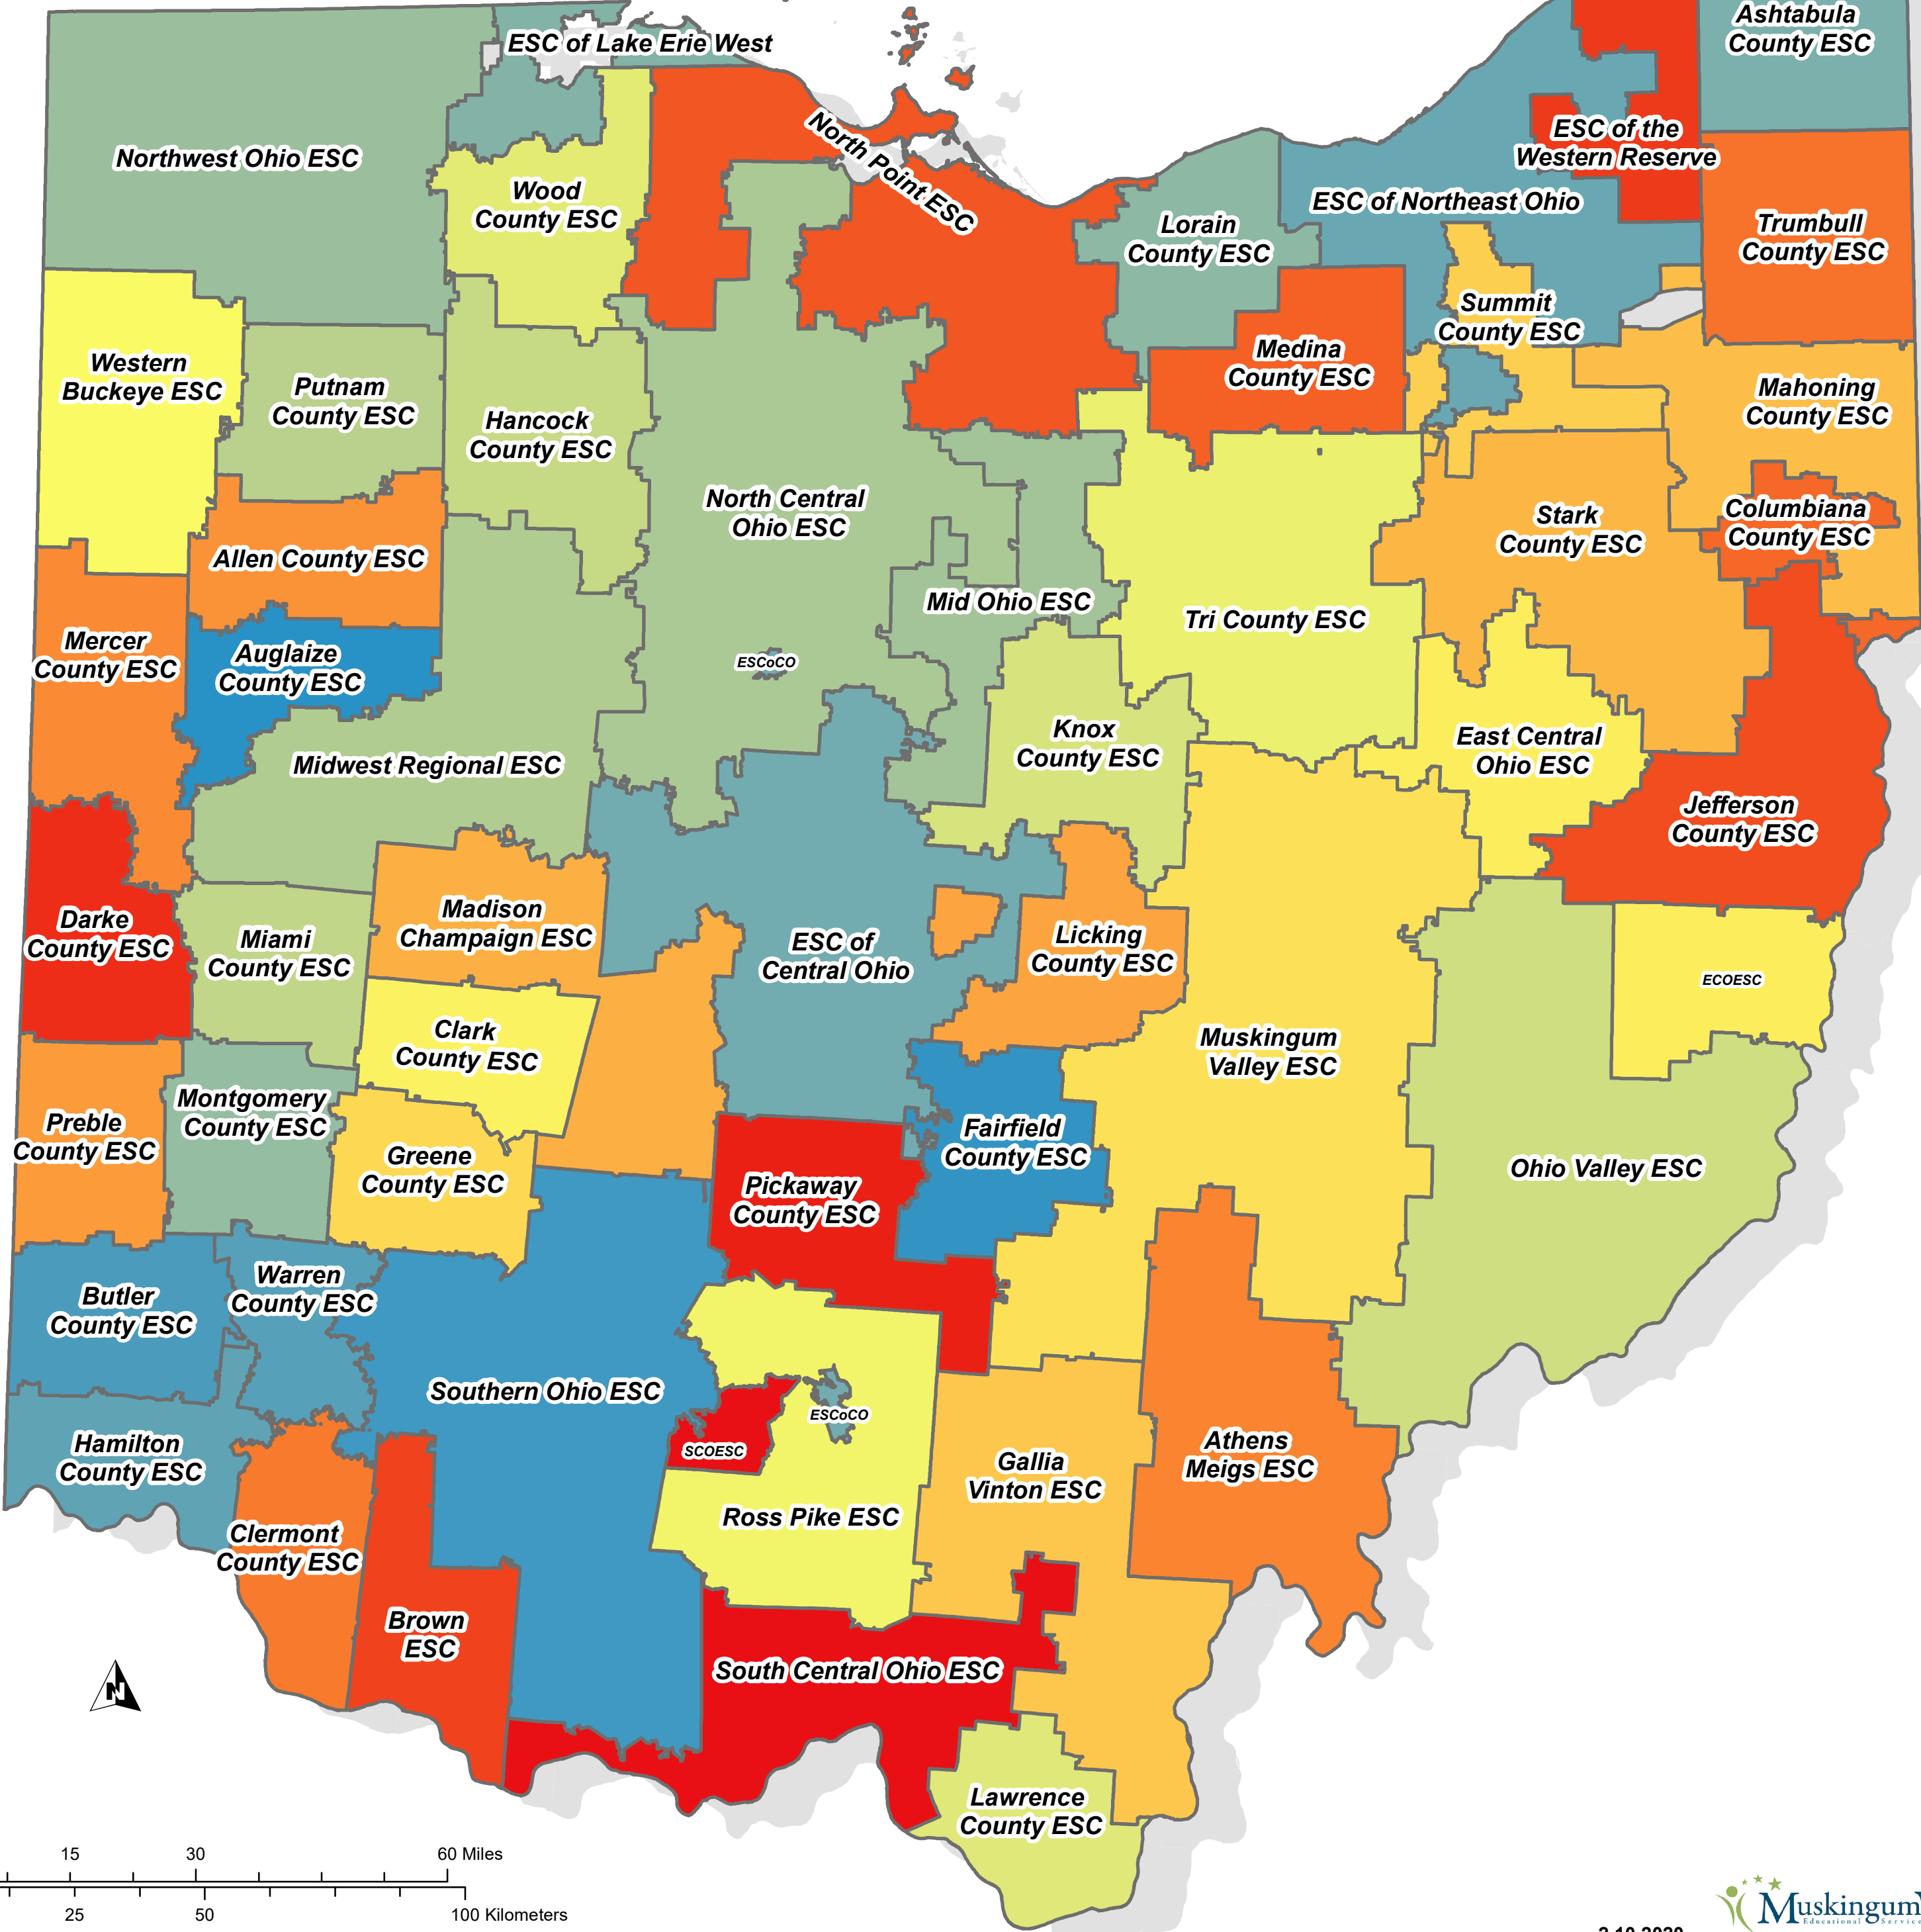 ESC of Lake Erie West
Ashtabula
County ESC
Northwest Ohio ESC
Wood
County ESC
North Point ESC
Lorain
County ESC
ESC of the
Western Reserve
ESC of Northeast Ohio
Trumbull
County ESC
Summit
County ESC
Western
Buckeye ESC
Putnam
County ESC
Hancock
County ESC
Medina
County ESC
Mahoning
County ESC
North Central
Ohio ESC
Stark
County ESC
Columbiana
County ESC
Allen County ESC
Mid Ohio ESC
Tri County ESC
Mercer
County ESC
Auglaize
County ESC
ESCoCO
Knox
County ESC
East Central
Ohio ESC
Midwest Regional ESC
Jefferson
County ESC
Darke
County ESC
Miami
County ESC
Madison
Champaign ESC
ESC of
Central Ohio
Licking
County ESC
ECOESC
Clark
County ESC
Muskingum
Valley ESC
Preble
County ESC
Montgomery
County ESC
Greene
County ESC
Fairfield
County ESC
Pickaway
County ESC
Ohio Valley ESC
Butler
County ESC
Warren
County ESC
Southern Ohio ESC
ESCoCO
SCOESC
Hamilton
County ESC
Ross Pike ESC
Gallia
Vinton ESC
Athens
Meigs ESC
Clermont
County ESC
Brown
ESC
South Central Ohio ESC
Lawrence
County ESC
N
15 30 60 Miles
25 50 100 Kilometers
Muskingum
Educational Service